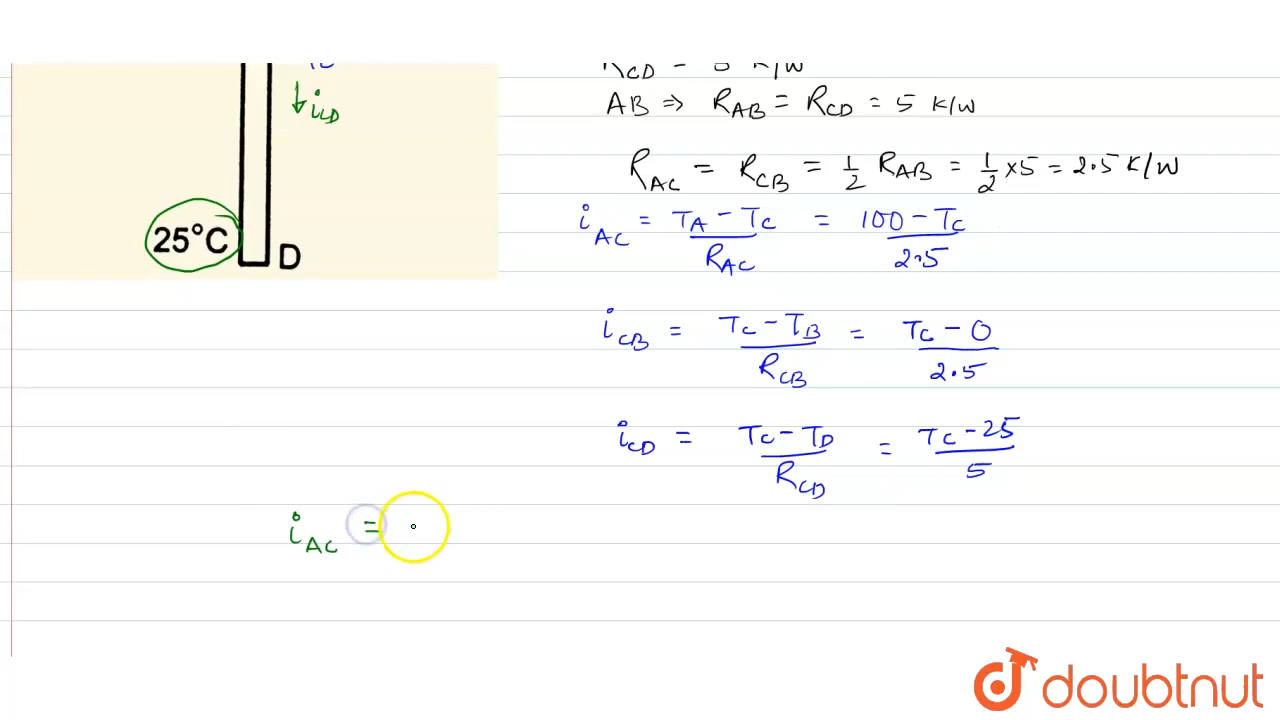 ↓ i_CD
25°C D
R_CD = 5 K/W
AB ⇒ R_AB = R_CD = 5 K/W
R_AC = R_CB = 1/2 R_AB = 1/2 × 5 = 2.5 K/W
i_AC = (T_A − T_C)/R_AC = (100 − T_C)/2.5
i_CB = (T_C − T_B)/R_CB = (T_C − 0)/2.5
i_CD = (T_C − T_D)/R_CD = (T_C − 25)/5
i_AC =
doubtnut